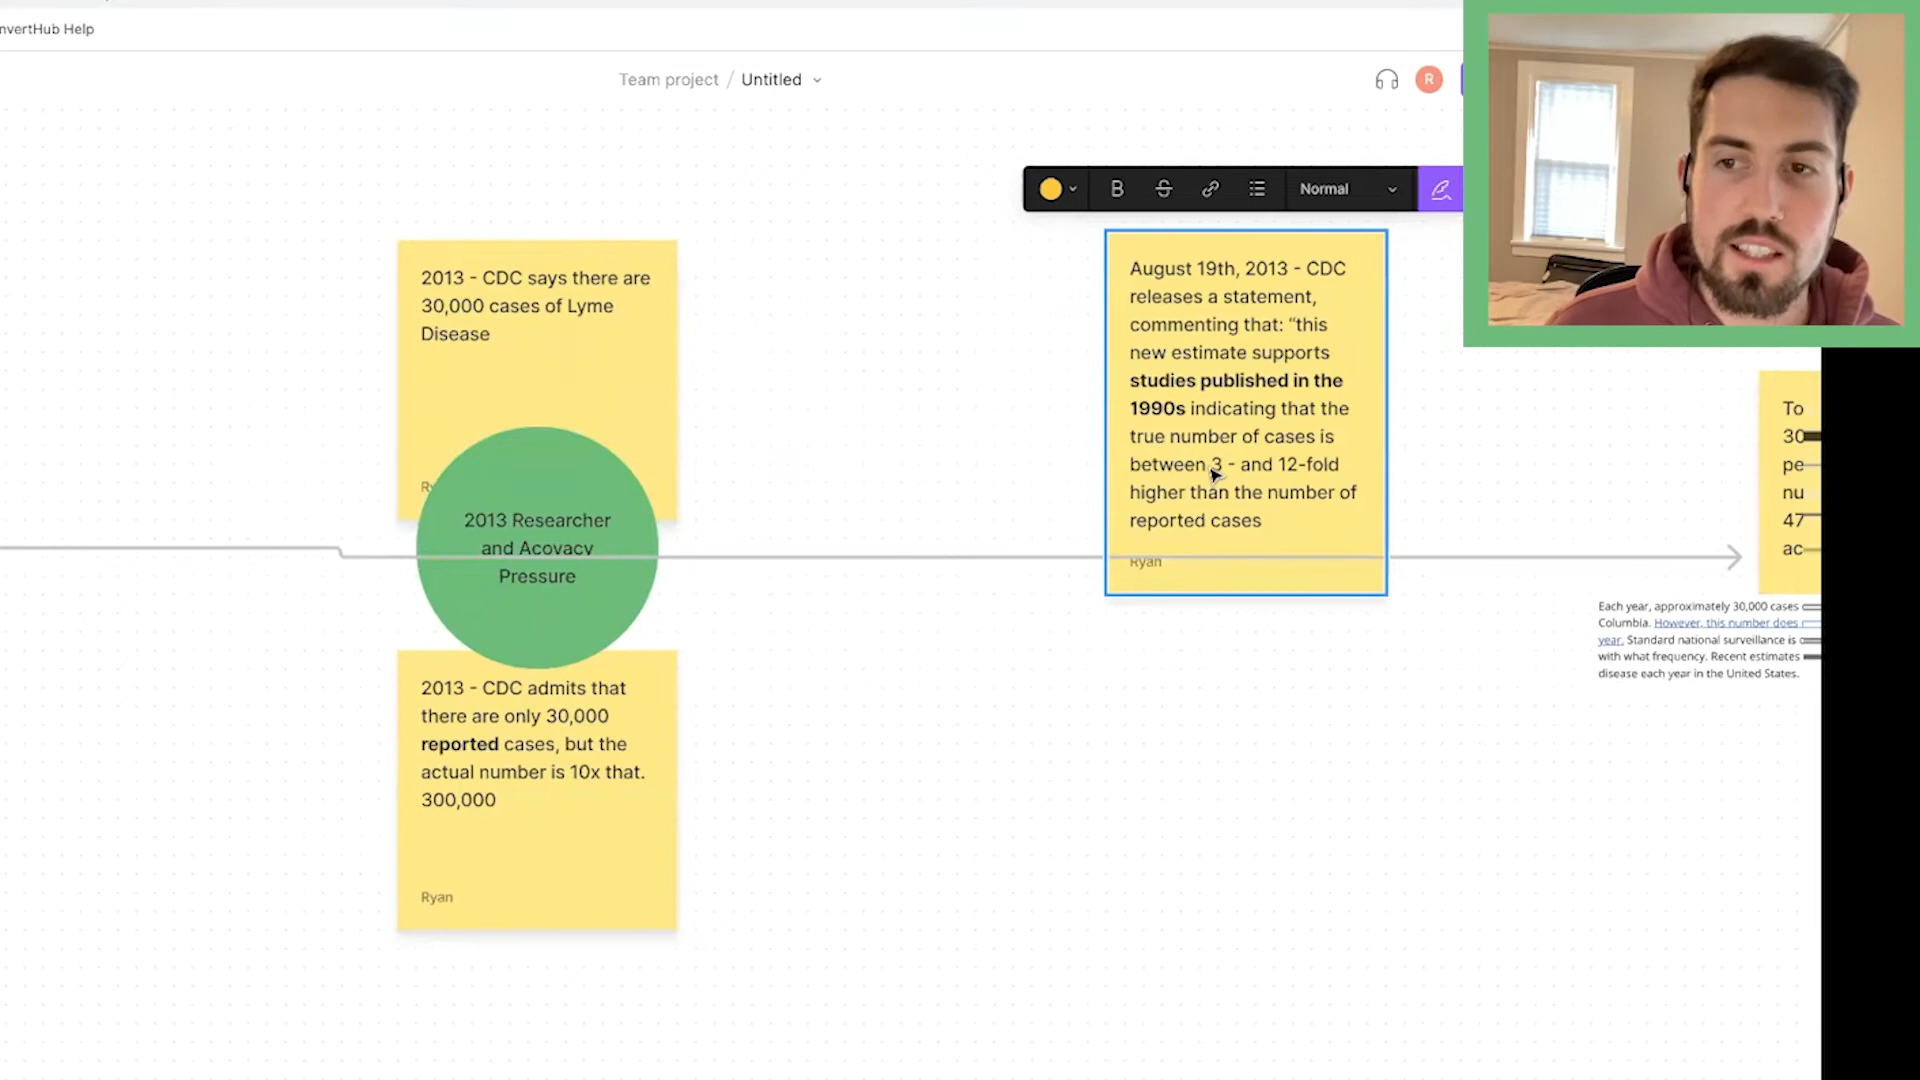 nvertHub Help
Team project / Untitled
R
B
Normal
2013 - CDC says there are
30,000 cases of Lyme
Disease
Ry
2013 Researcher
and Acovacy
Pressure
2013 - CDC admits that
there are only 30,000
reported cases, but the
actual number is 10x that.
300,000
Ryan
August 19th, 2013 - CDC
releases a statement,
commenting that: “this
new estimate supports
studies published in the
1990s indicating that the
true number of cases is
between 3 - and 12-fold
higher than the number of
reported cases
Ryan
To
30
pe
nu
47
ac
Each year, approximately 30,000 cases
Columbia. However, this number does
year. Standard national surveillance is
with what frequency. Recent estimates
disease each year in the United States.